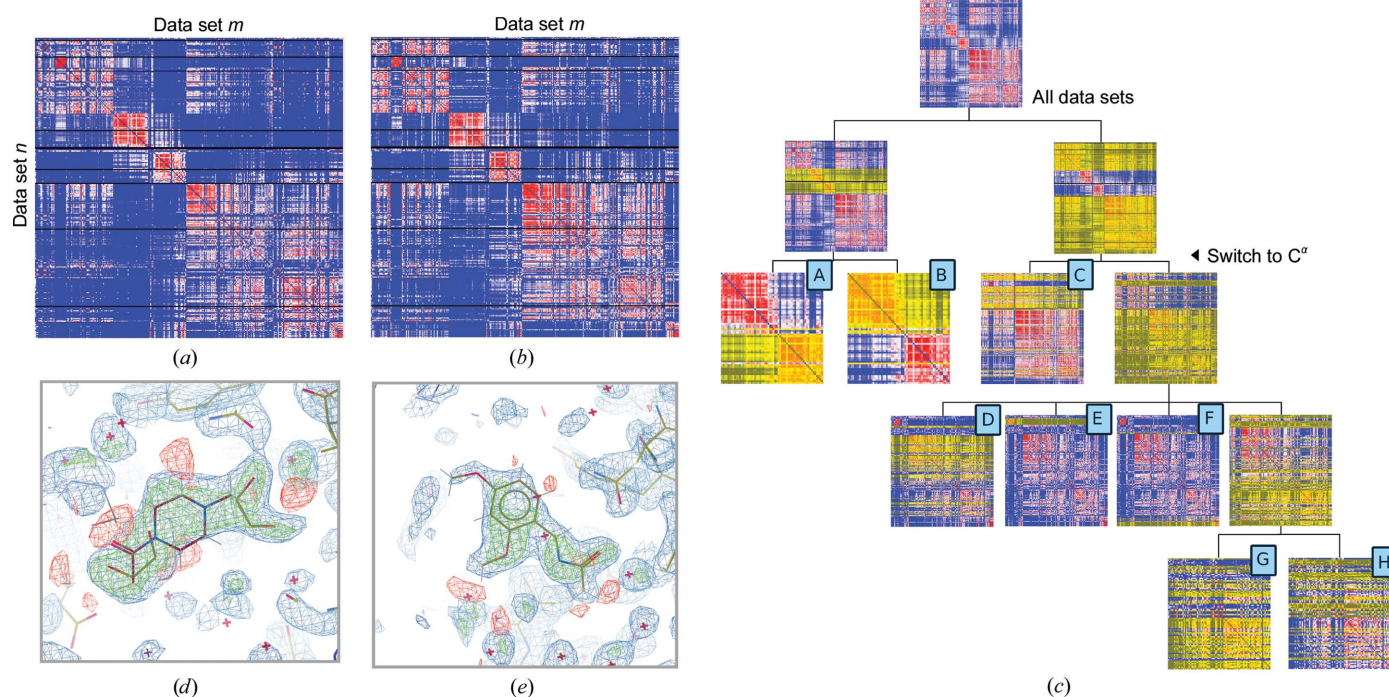 Data set m
Data set m
Data set n
(a)
(b)
All data sets
Switch to Cα
A
B
C
D
E
F
G
H
(d)
(e)
(c)